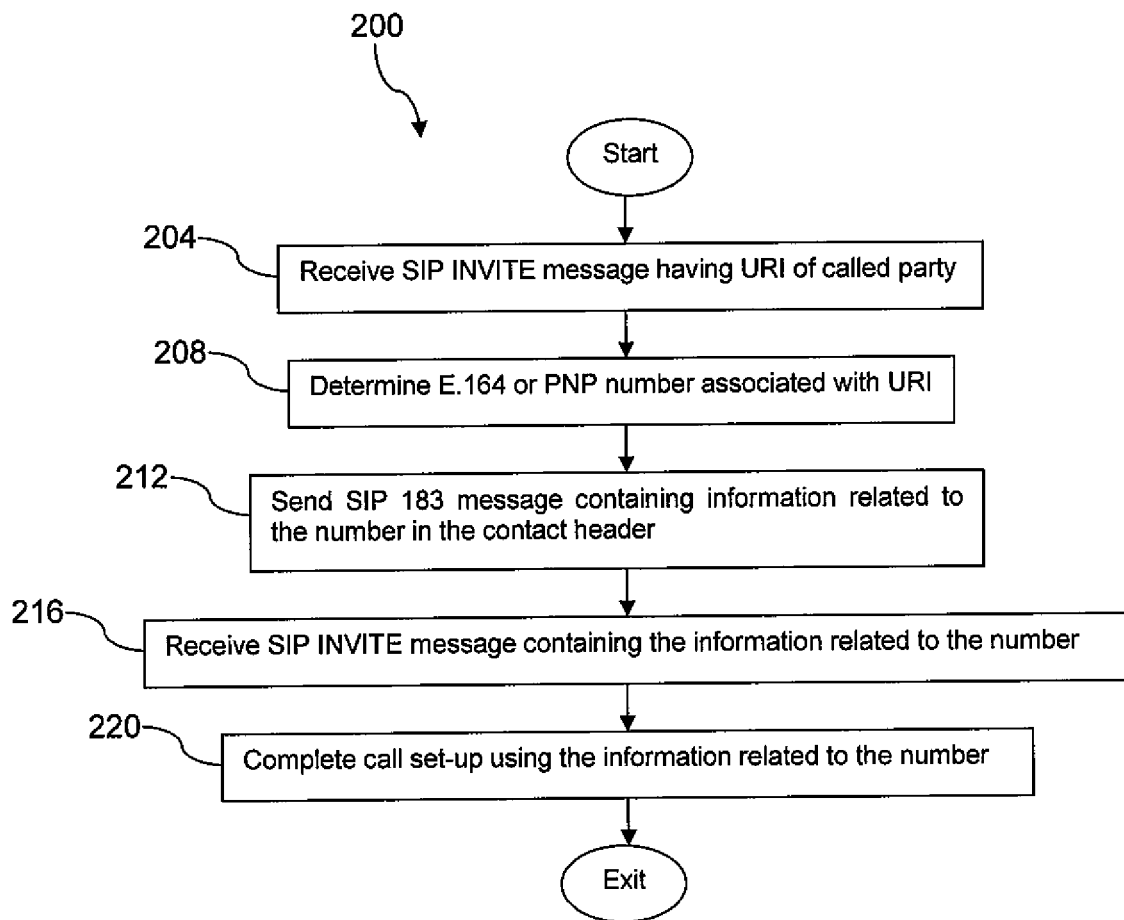 200
Start
204
Receive SIP INVITE message having URI of called party
208
Determine E.164 or PNP number associated with URI
212
Send SIP 183 message containing information related to
the number in the contact header
216
Receive SIP INVITE message containing the information related to the number
220
Complete call set-up using the information related to the number
Exit